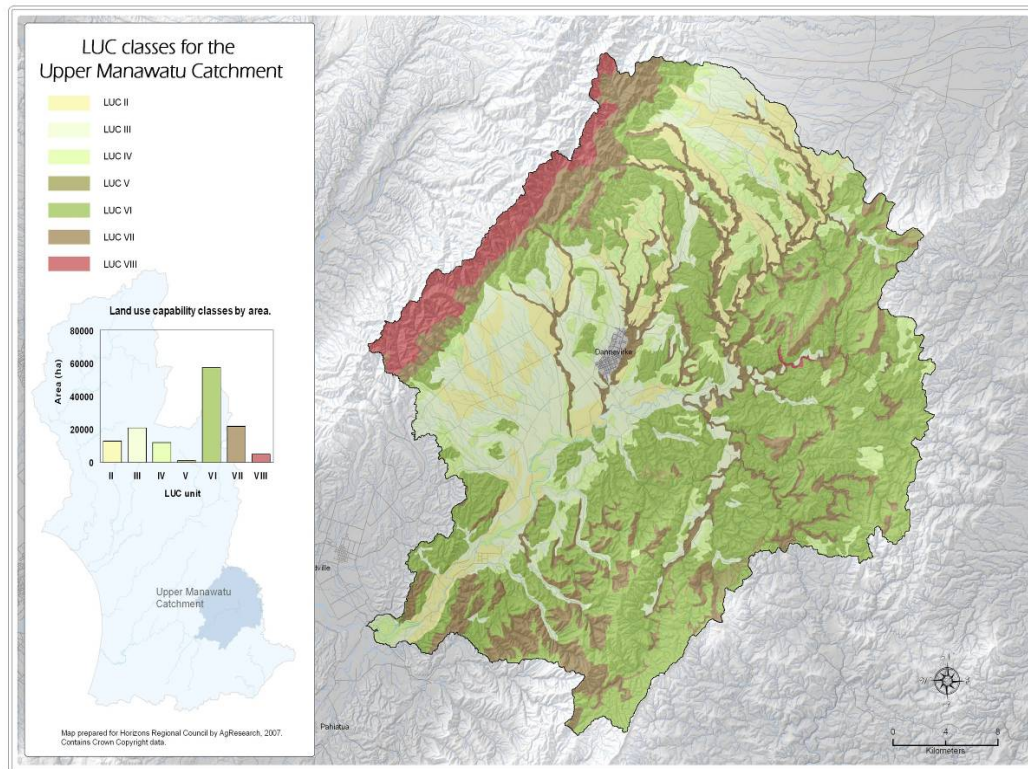 LUC classes for the
Upper Manawatu Catchment
LUC II
LUC III
LUC IV
LUC V
LUC VI
LUC VII
LUC VIII
Land use capability classes by area.
80000
60000
40000
20000
0
Area (ha)
II III IV V VI VII VIII
LUC unit
Upper Manawatu
Catchment
Map prepared for Horizons Regional Council by AgResearch, 2007.
Contains Crown Copyright data.
Dannevirke
dville
Pahiatua
0 4 8
Kilometers